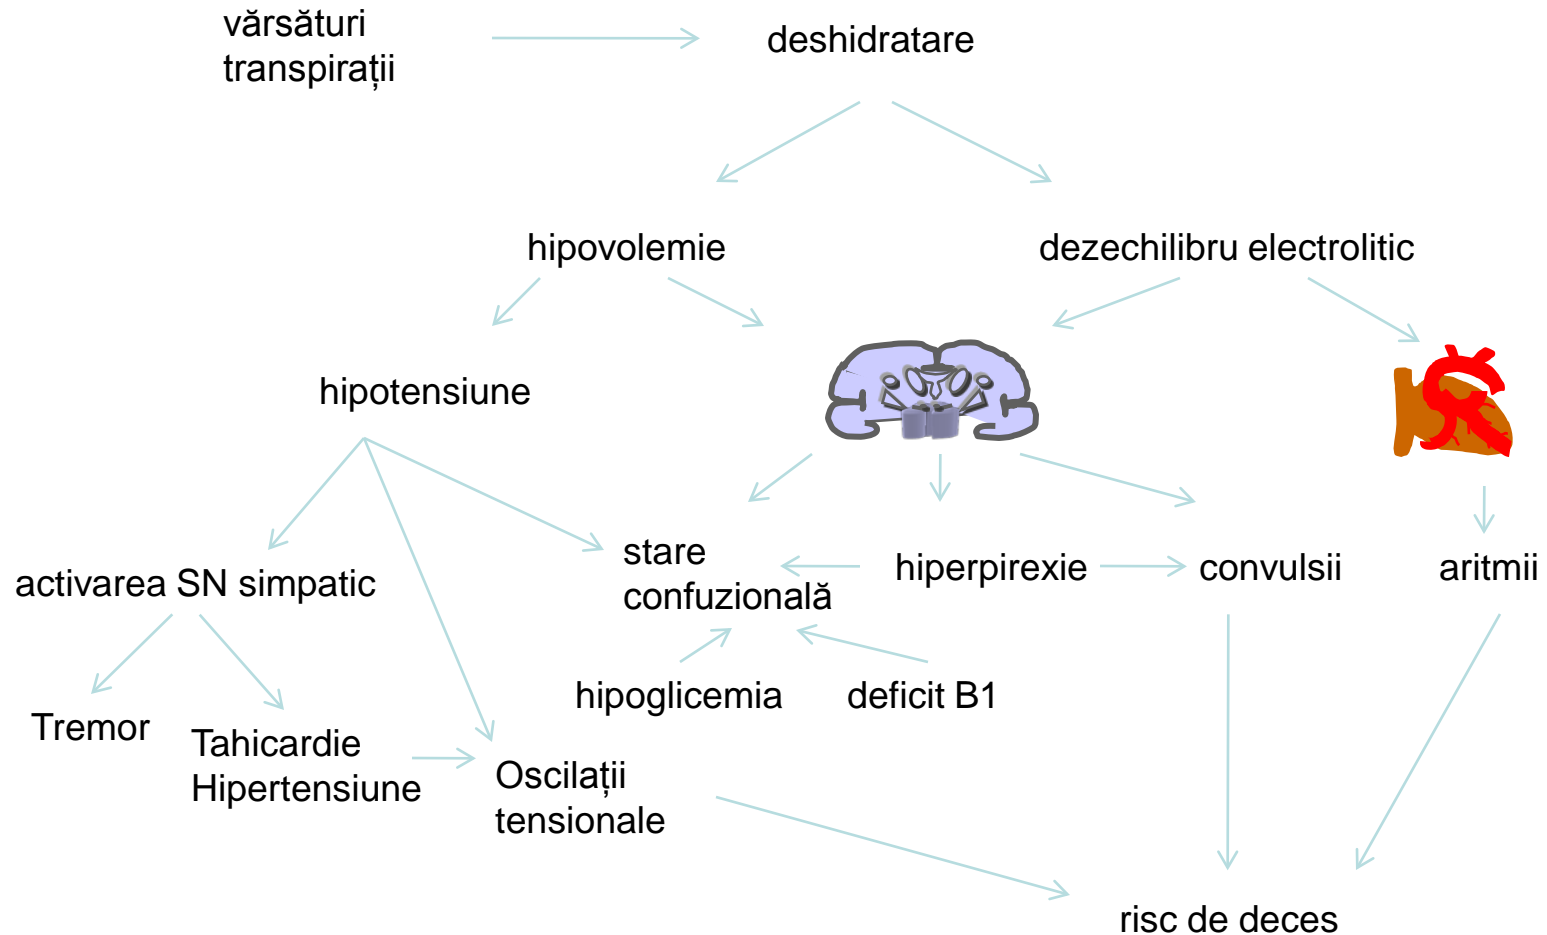 vărsături
transpirații
deshidratare
hipovolemie
dezechilibru electrolitic
hipotensiune
activarea SN simpatic
stare
confuzională
hiperpirexie
convulsii
aritmii
hipoglicemia
deficit B1
Tremor
Tahicardie
Hipertensiune
Oscilații
tensionale
risc de deces